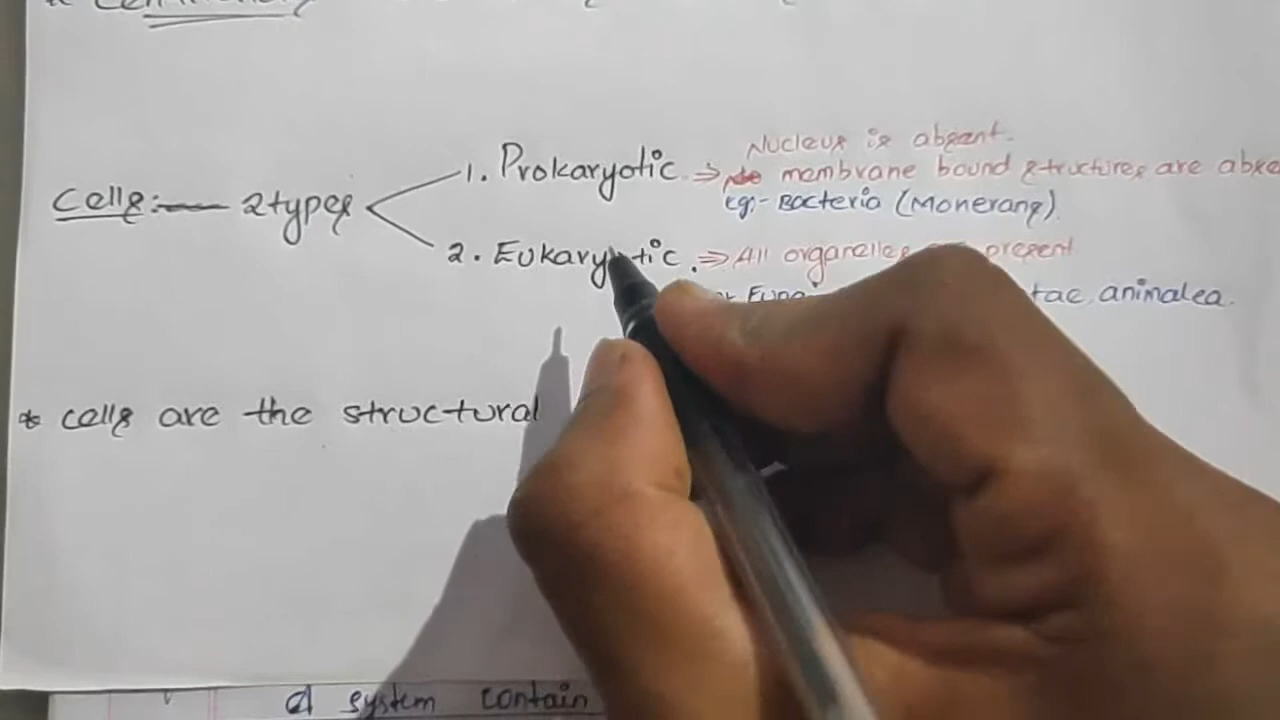 Cells:— 2types
1. Prokaryotic ⇒
Nucleus is absent.
membrane bound structures are
eg:- Bacteria (Monerans).
2. Eukaryotic. ⇒ All organelles present
animalea.
* cells are the structural
system contain